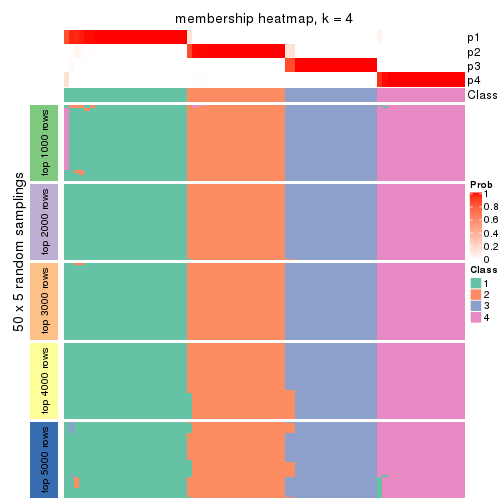 membership heatmap, k = 4
p1
p2
p3
p4
Class
50 x 5 random samplings
top 1000 rows
top 2000 rows
top 3000 rows
top 4000 rows
top 5000 rows
Prob
1
0.8
0.6
0.4
0.2
0
Class
1
2
3
4